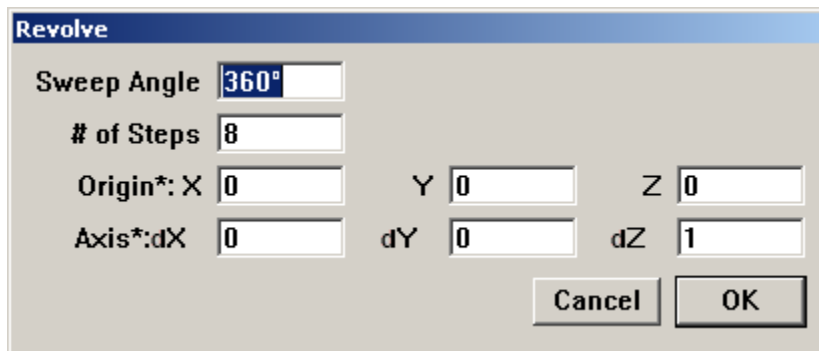 Revolve
Sweep Angle 360°
# of Steps 8
Origin*: X 0 Y 0 Z 0
Axis*:dX 0 dY 0 dZ 1
Cancel OK